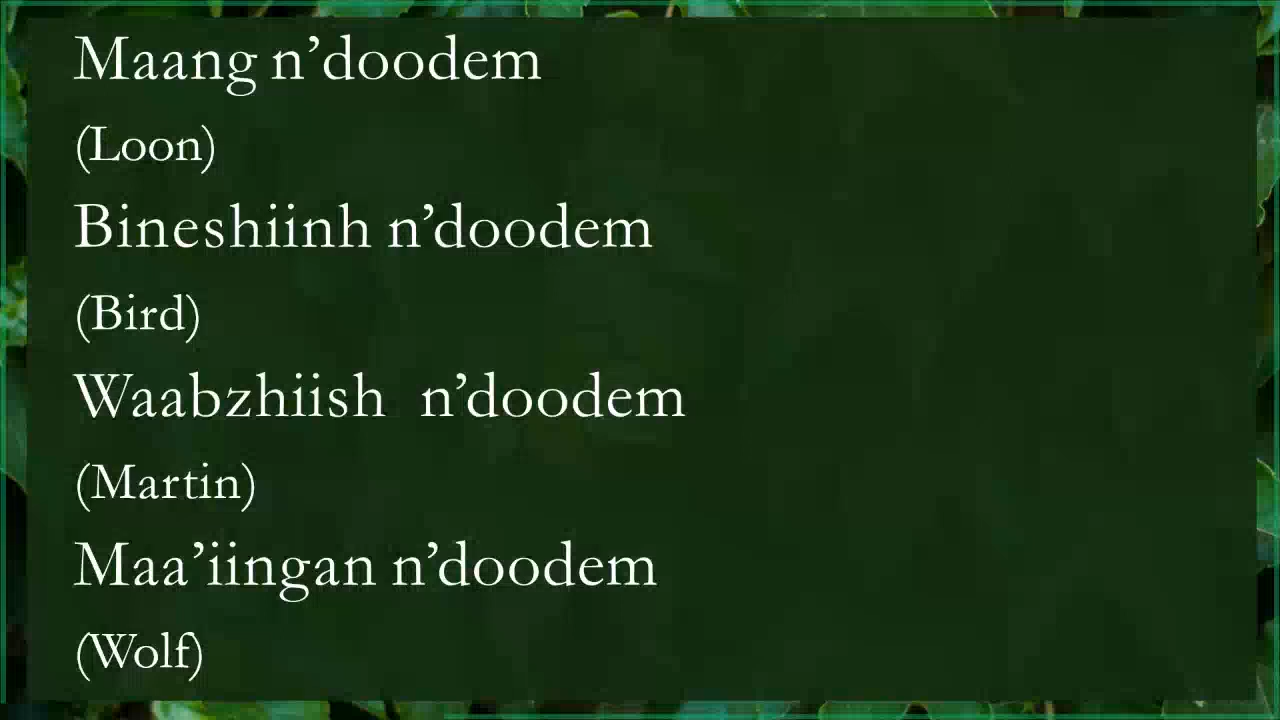 Maang n’doodem
(Loon)
Bineshiinh n’doodem
(Bird)
Waabzhiish n’doodem
(Martin)
Maa’iingan n’doodem
(Wolf)